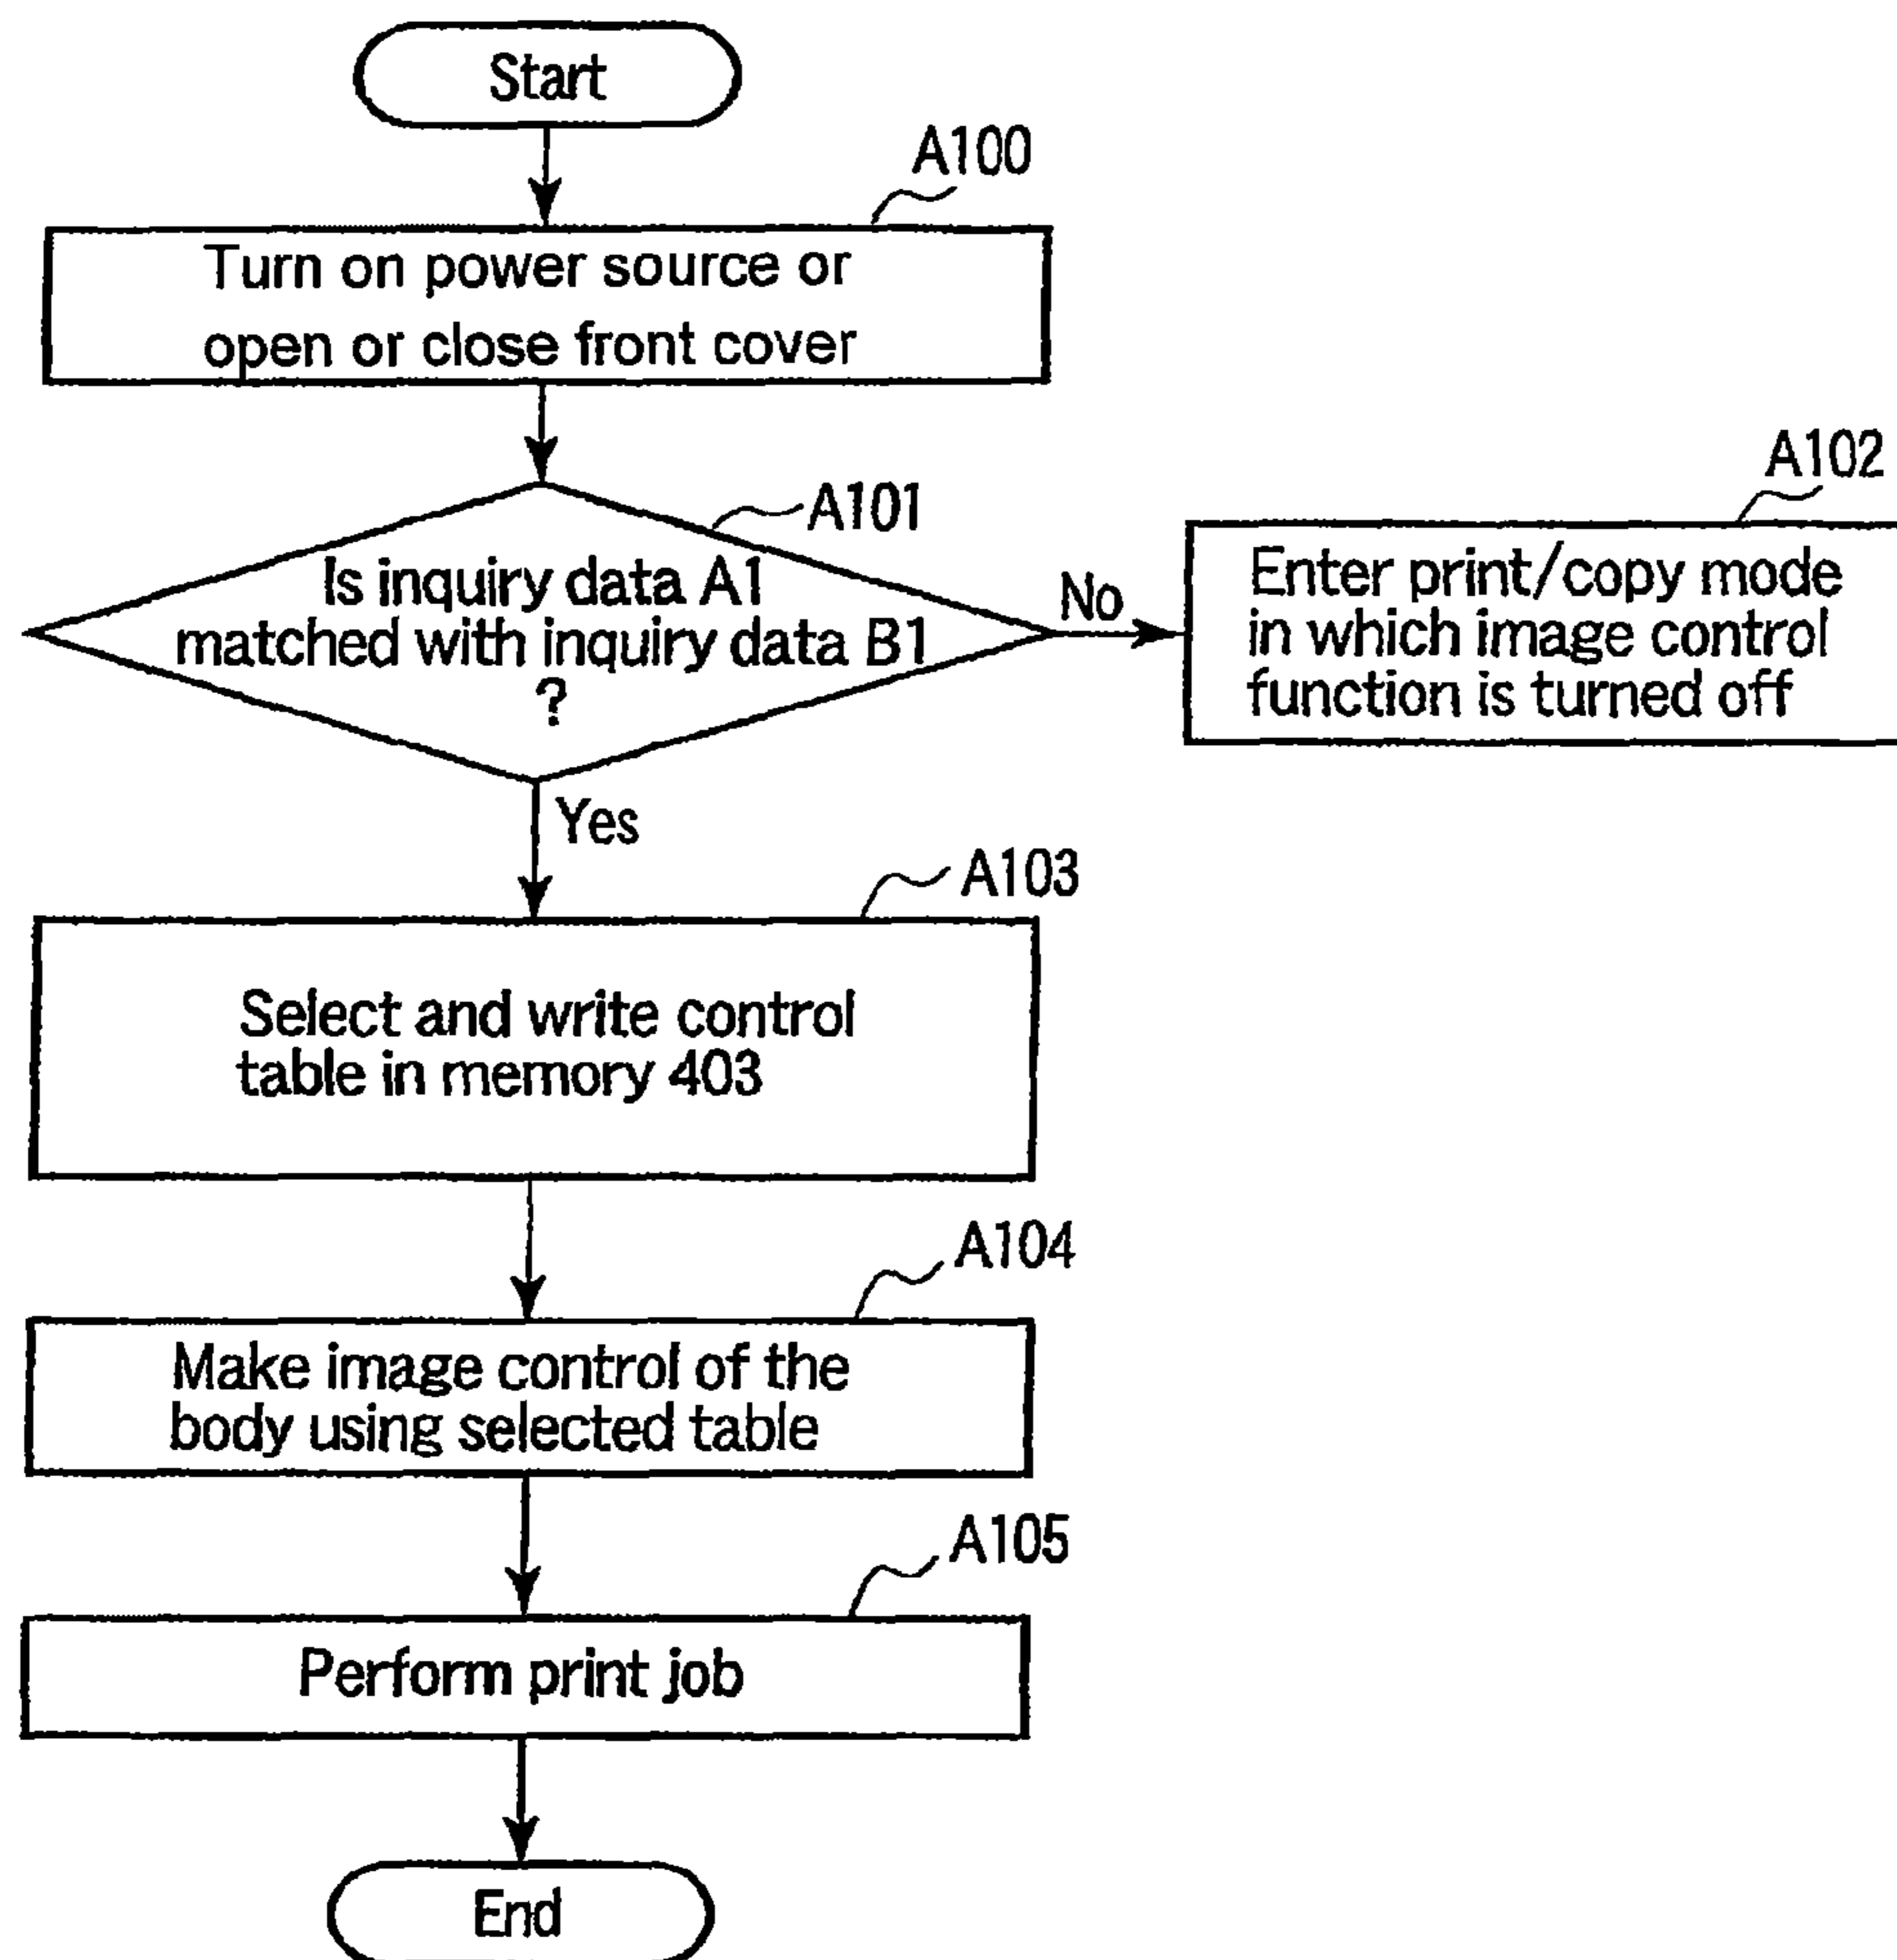 Start
A100
Turn on power source or
open or close front cover
A101
Is inquiry data A1
matched with inquiry data B1
?
No
A102
Enter print/copy mode
in which image control
function is turned off
Yes
A103
Select and write control
table in memory 403
A104
Make image control of the
body using selected table
A105
Perform print job
End